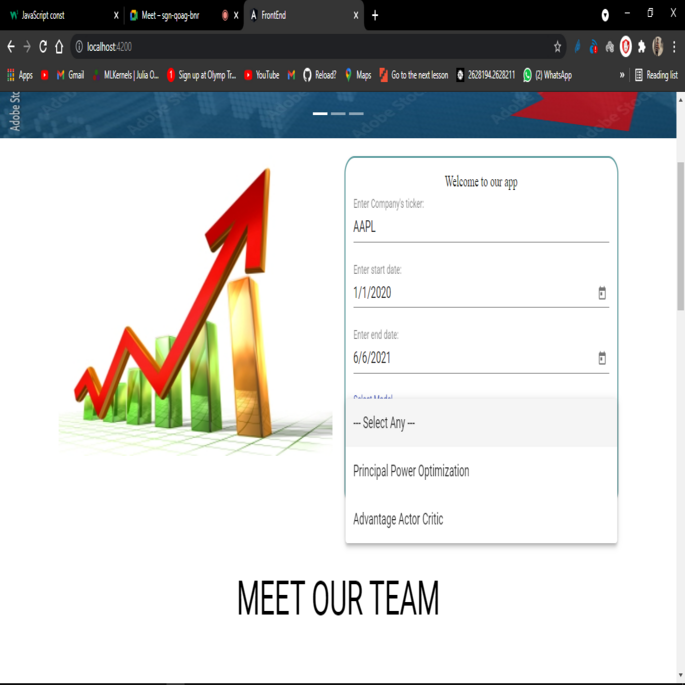 JavaScript const
Meet – sgn-qoag-bnr
FrontEnd
localhost:4200
Apps
Gmail
MLKernels | Julia O...
Sign up at Olymp Tr...
YouTube
Reload?
Maps
Go to the next lesson
2628194.2628211
(2) WhatsApp
»
Reading list
Adobe Stock
Welcome to our app
Enter Company's ticker:
AAPL
Enter start date:
1/1/2020
Enter end date:
6/6/2021
Select Model
--- Select Any ---
Principal Power Optimization
Advantage Actor Critic
MEET OUR TEAM